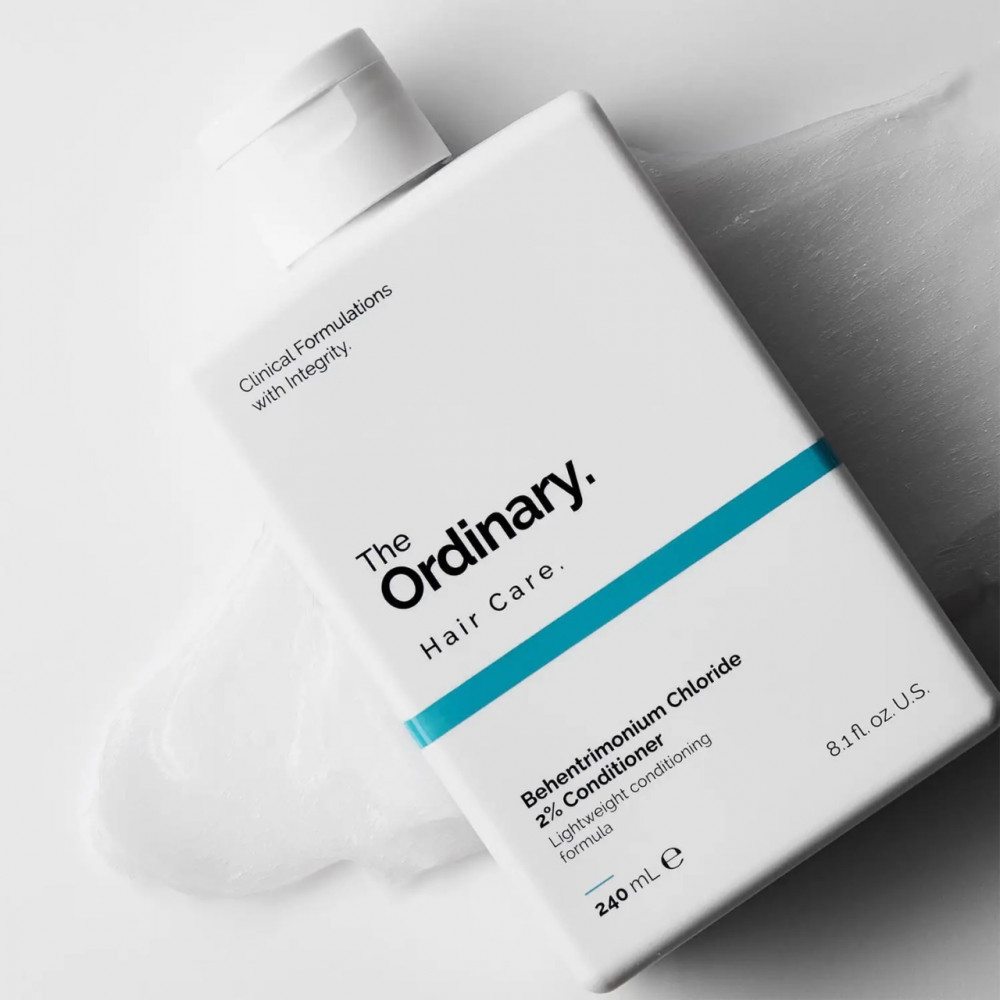 Clinical Formulations
with Integrity.
The
Ordinary.
Hair Care.
Behentrimonium Chloride
2% Conditioner
Lightweight conditioning
formula
240 mL ℮
8.1 fl. oz. U.S.